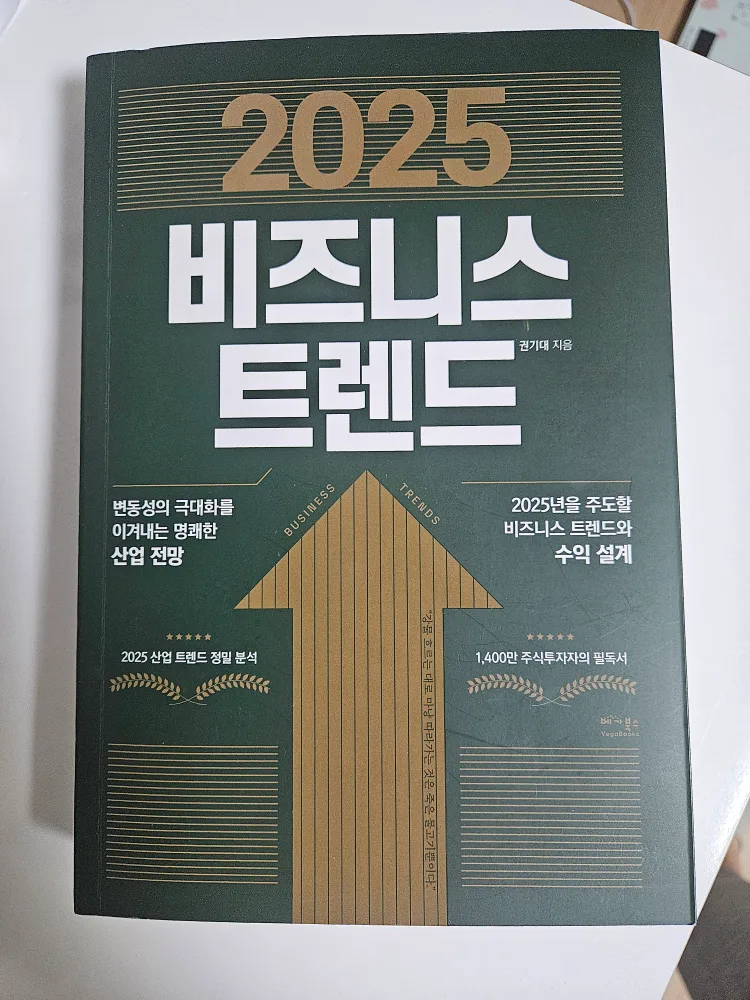 2025
비즈니스
트렌드
권기대 지음
변동성의 극대화를
이겨내는 명쾌한
산업 전망
BUSINESS TRENDS
2025년을 주도할
비즈니스 트렌드와
수익 설계
★★★★★
2025 산업 트렌드 정밀 분석
★★★★★
1,400만 주식투자자의 필독서
"강물 흐르는 대로 마냥 따라가는 것은 죽은 물고기뿐이다."
베가북스
VegaBooks